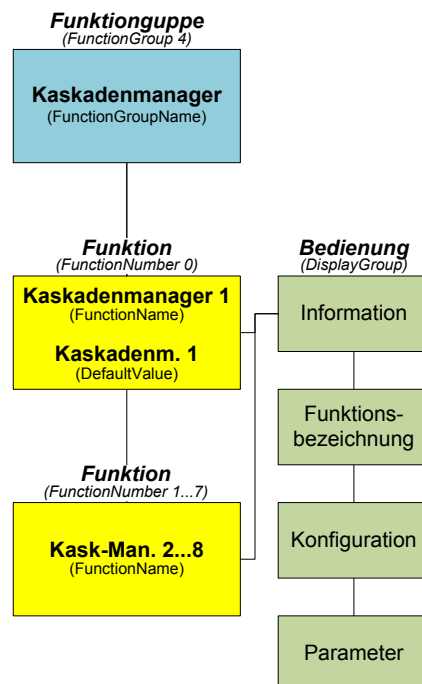 Funktionguppe
(FunctionGroup 4)
Kaskadenmanager
(FunctionGroupName)
Funktion
(FunctionNumber 0)
Kaskadenmanager 1
(FunctionName)
Kaskadenm. 1
(DefaultValue)
Funktion
(FunctionNumber 1...7)
Kask-Man. 2...8
(FunctionName)
Bedienung
(DisplayGroup)
Information
Funktions-
bezeichnung
Konfiguration
Parameter